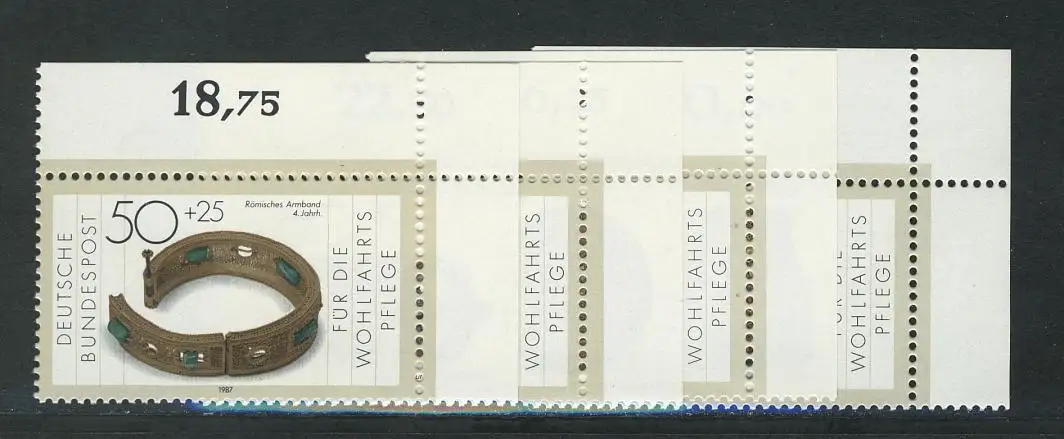 18,75
50+25
Römisches Armband
4. Jahrh.
DEUTSCHE
BUNDESPOST
FÜR DIE
WOHLFAHRTS
PFLEGE
1987
WOHLFAHRTS
PFLEGE
WOHLFAHRTS
PFLEGE
FÜR DIE
WOHLFAHRTS
PFLEGE